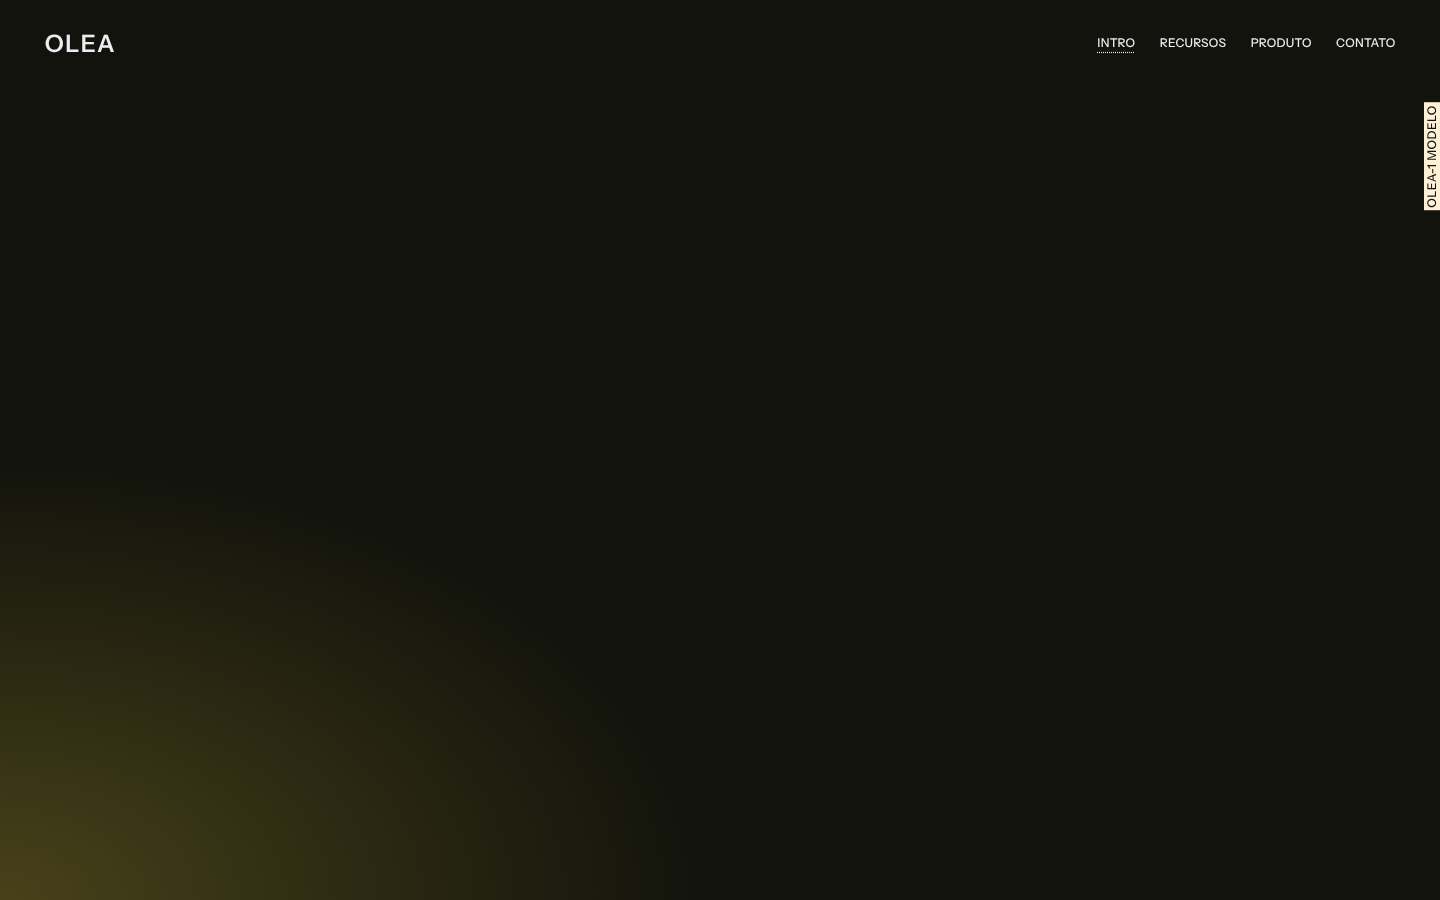 OLEA
INTRO
RECURSOS
PRODUTO
CONTATO
OLEA-1 MODELO